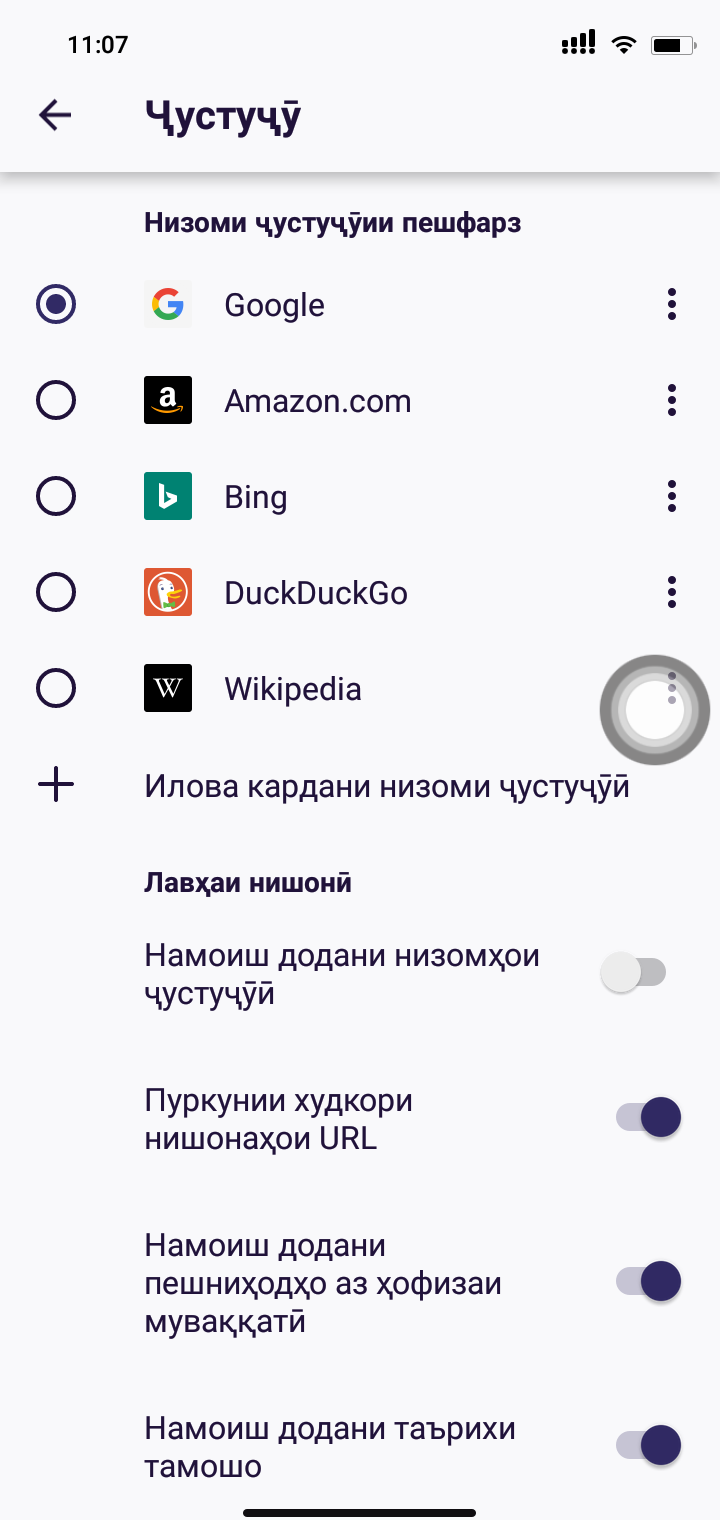 11:07
Ҷустуҷӯ
Низоми ҷустуҷӯии пешфарз
Google
Amazon.com
Bing
DuckDuckGo
Wikipedia
Илова кардани низоми ҷустуҷӯӣ
Лавҳаи нишонӣ
Намоиш додани низомҳои
ҷустуҷӯӣ
Пуркунии худкори
нишонаҳои URL
Намоиш додани
пешниҳодҳо аз ҳофизаи
муваққатӣ
Намоиш додани таърихи
тамошо